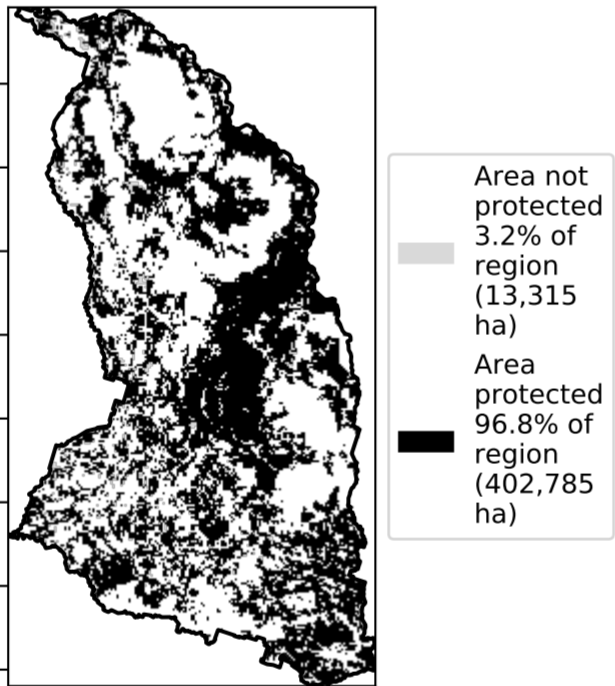 Area not
protected
3.2% of
region
(13,315
ha)
Area
protected
96.8% of
region
(402,785
ha)